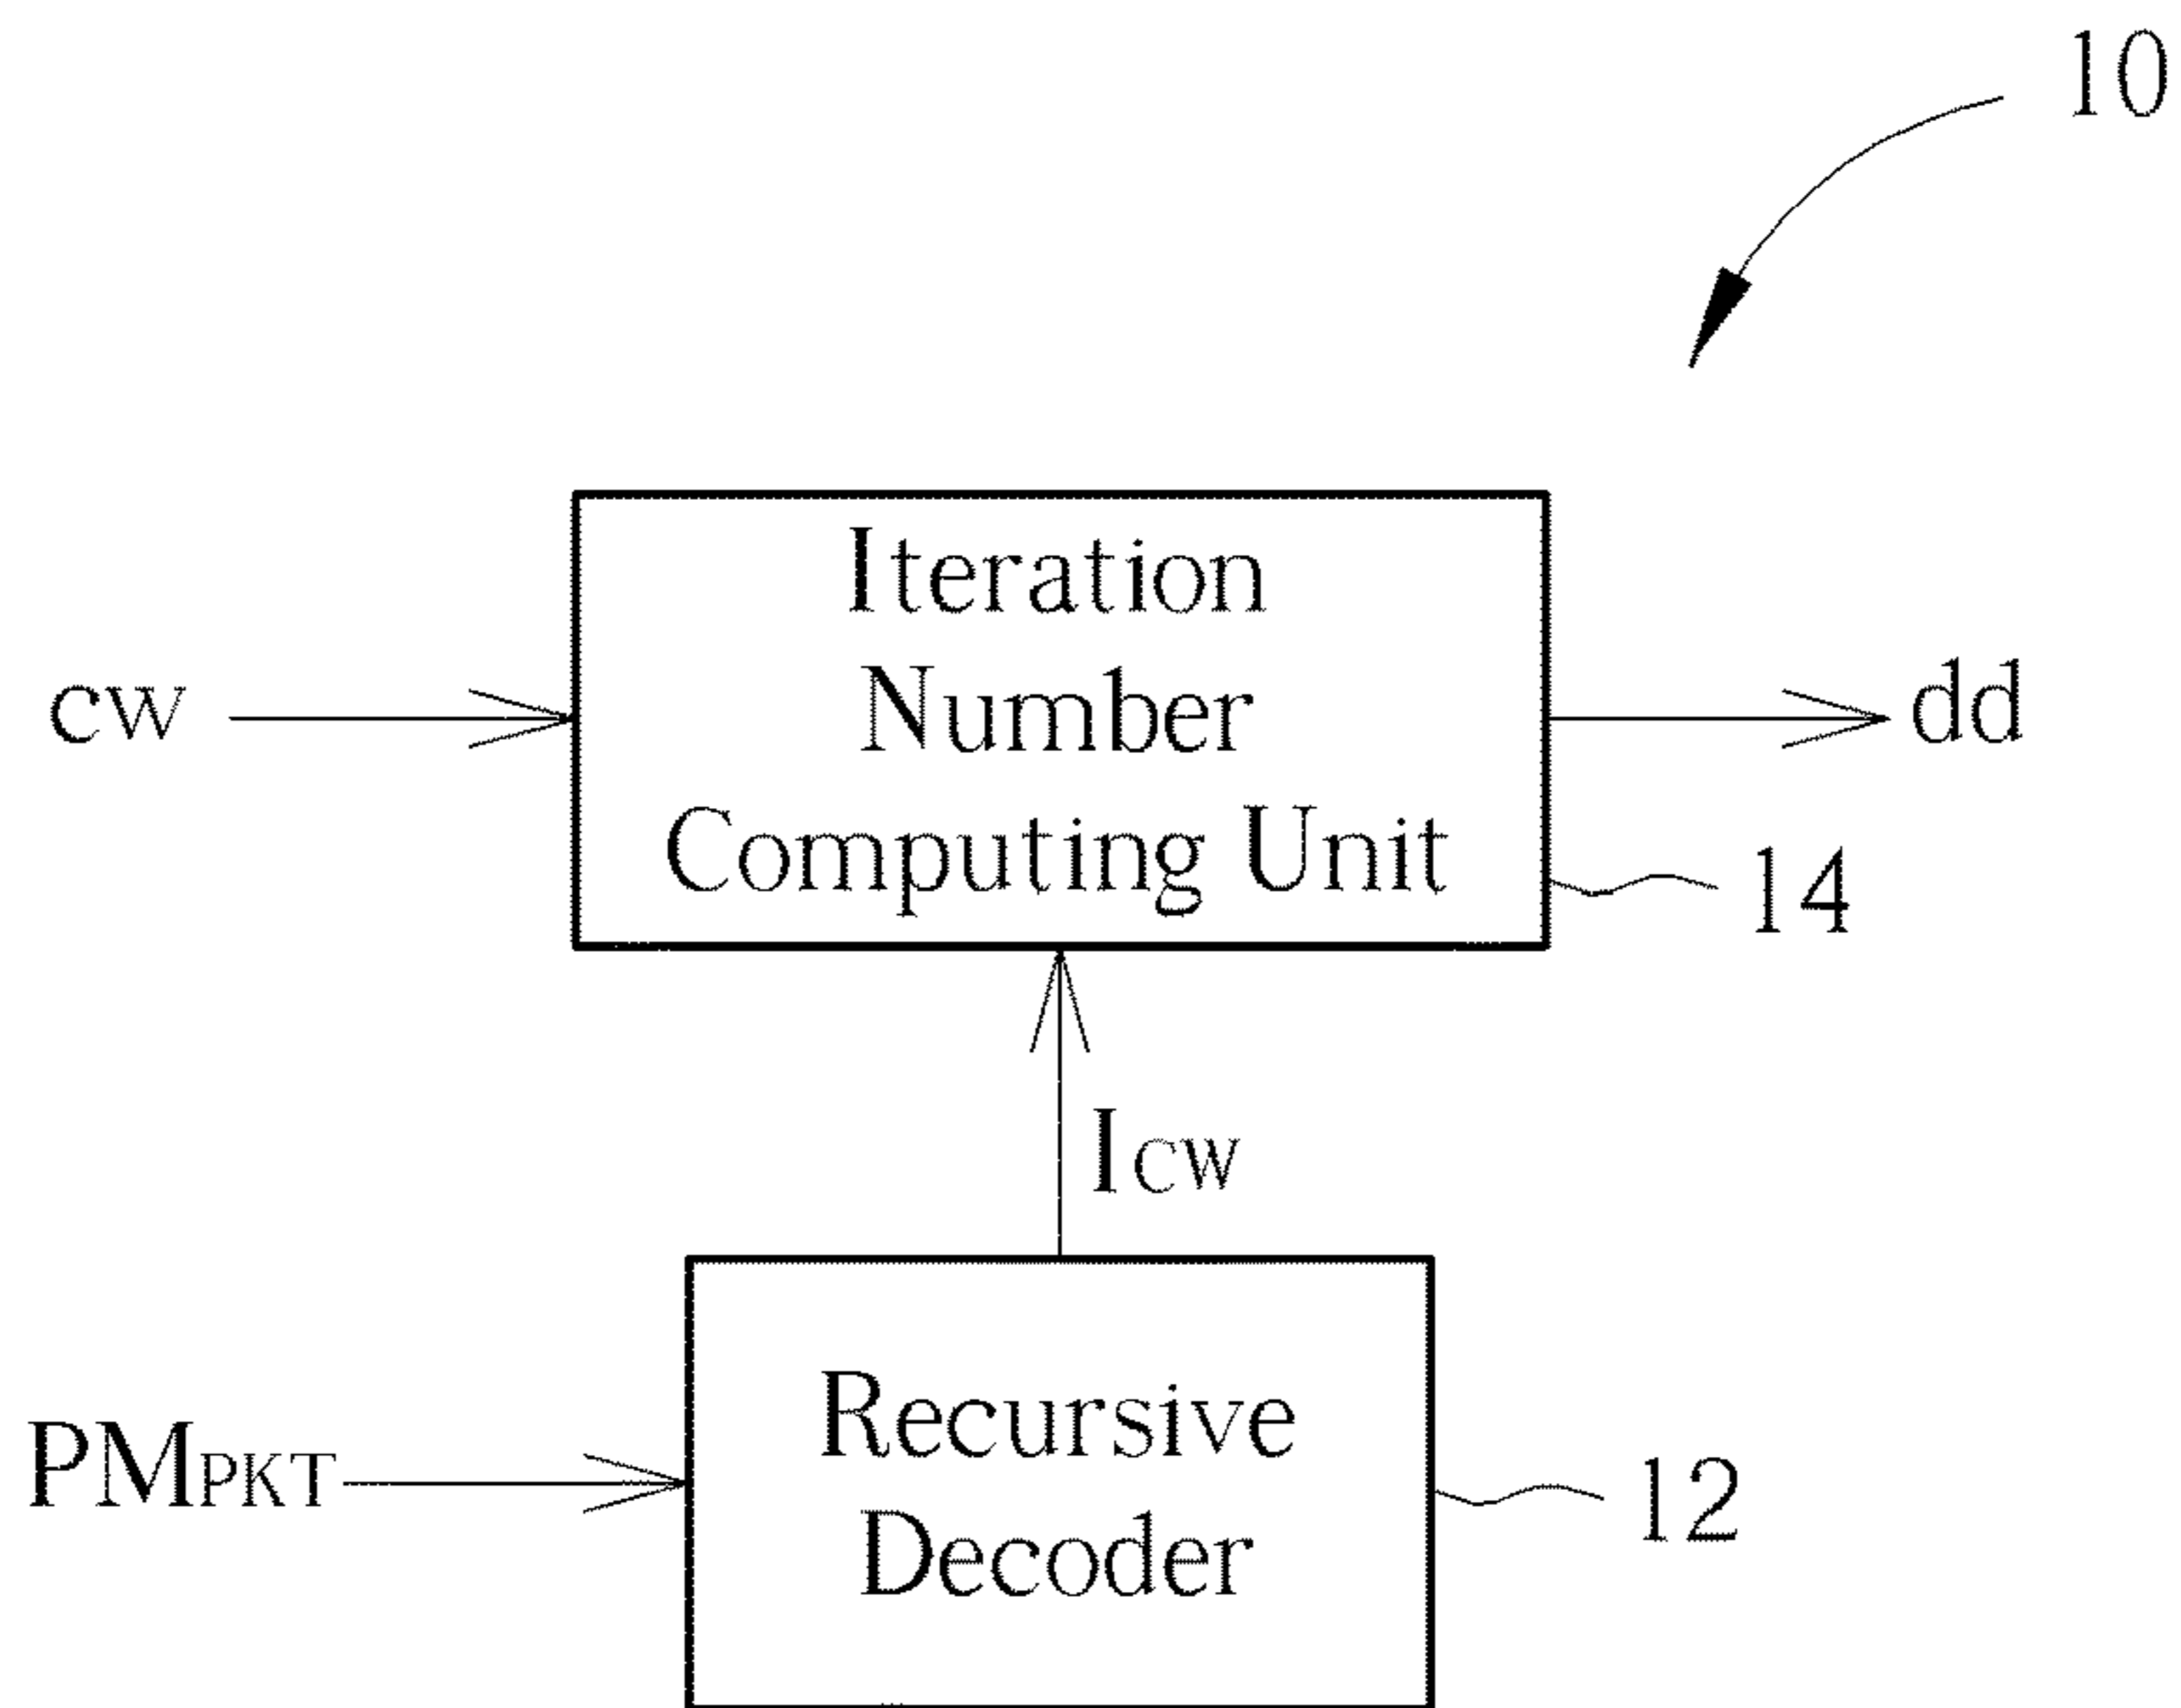 10
Iteration
Number
Computing Unit
cw
dd
14
Icw
Recursive
Decoder
PMPKT
12